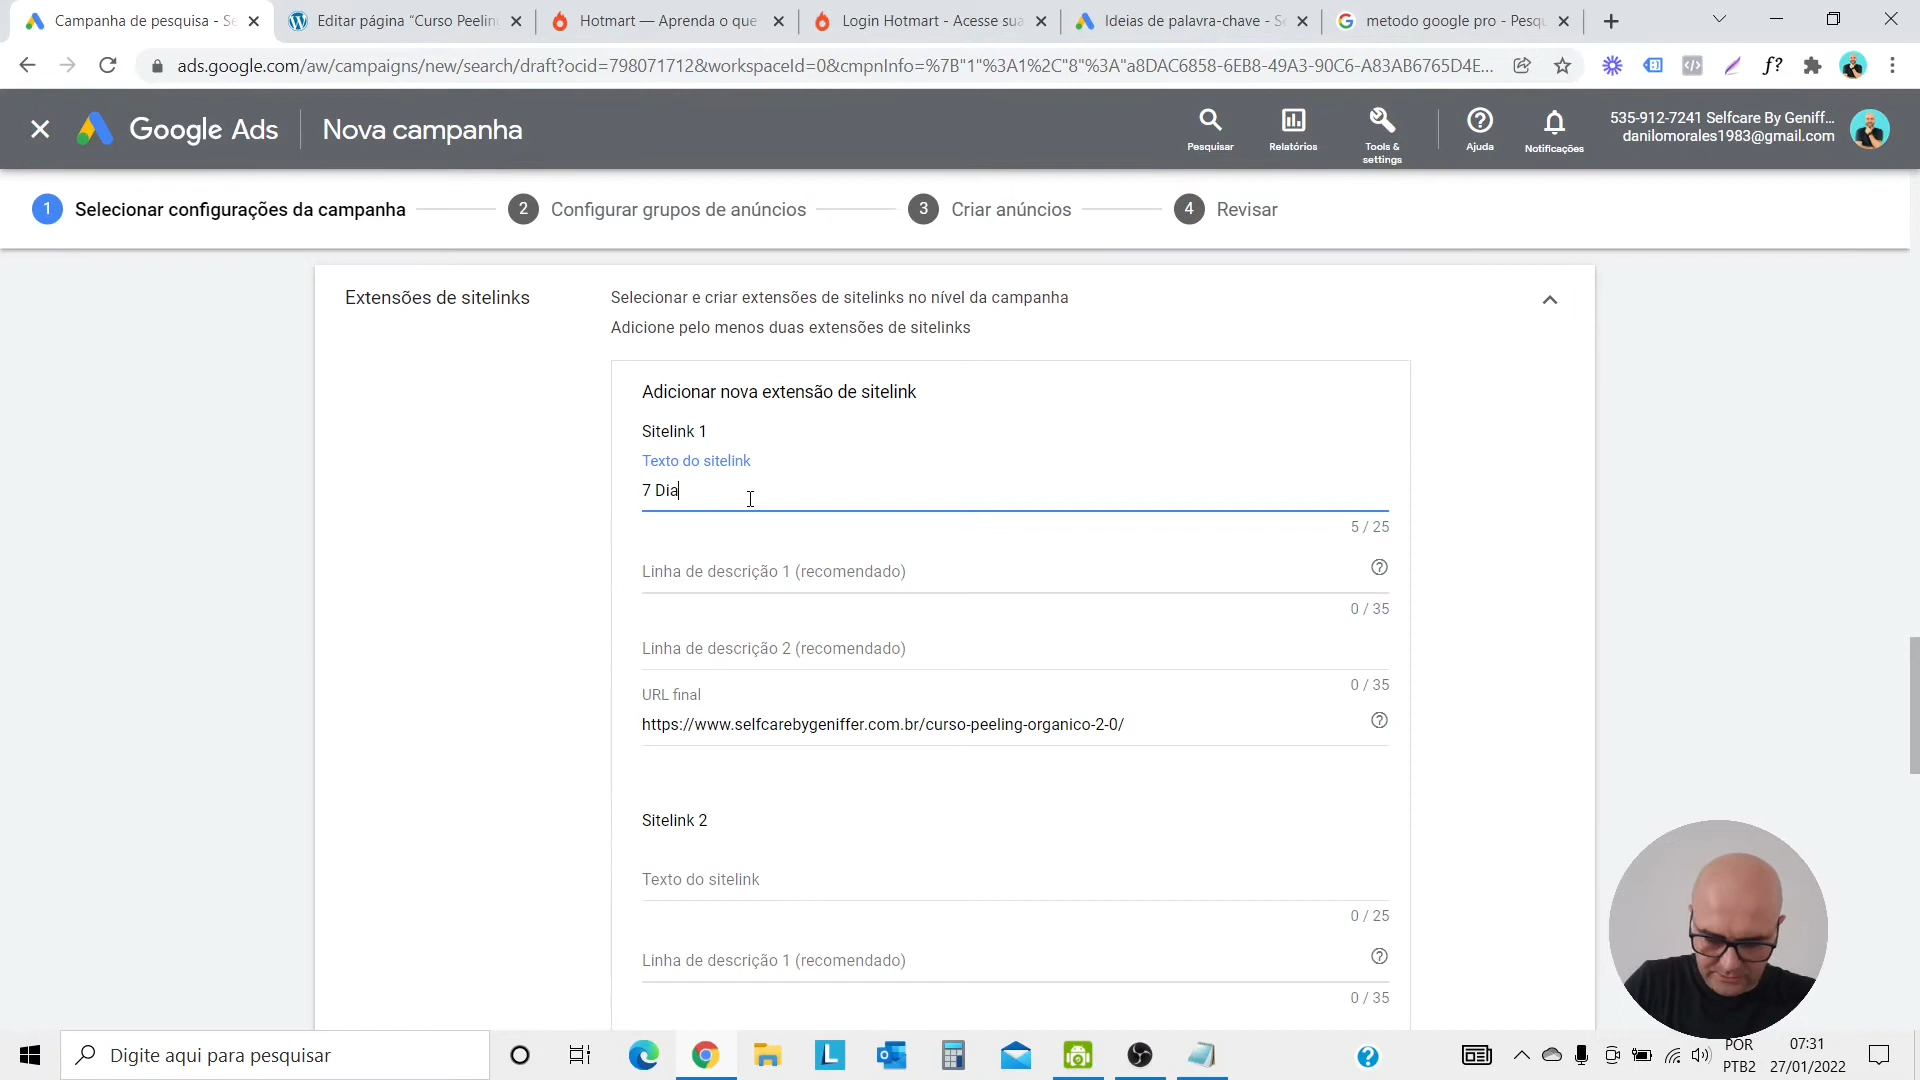 Campanha de pesquisa - Se
Editar página “Curso Peeling
Hotmart — Aprenda o que
Login Hotmart - Acesse sua
Ideias de palavra-chave - Se
metodo google pro - Pesqu
ads.google.com/aw/campaigns/new/search/draft?ocid=798071712&workspaceId=0&cmpnInfo=%7B"1"%3A1%2C"8"%3A"a8DAC6858-6EB8-49A3-90C6-A83AB6765D4E...
Google Ads
Nova campanha
Pesquisar
Relatórios
Tools &
settings
Ajuda
Notificações
535-912-7241 Selfcare By Geniff...
danilomorales1983@gmail.com
1 Selecionar configurações da campanha
2 Configurar grupos de anúncios
3 Criar anúncios
4 Revisar
Extensões de sitelinks
Selecionar e criar extensões de sitelinks no nível da campanha
Adicione pelo menos duas extensões de sitelinks
Adicionar nova extensão de sitelink
Sitelink 1
Texto do sitelink
7 Dia
5 / 25
Linha de descrição 1 (recomendado)
0 / 35
Linha de descrição 2 (recomendado)
0 / 35
URL final
https://www.selfcarebygeniffer.com.br/curso-peeling-organico-2-0/
Sitelink 2
Texto do sitelink
0 / 25
Linha de descrição 1 (recomendado)
0 / 35
Digite aqui para pesquisar
POR
PTB2
07:31
27/01/2022